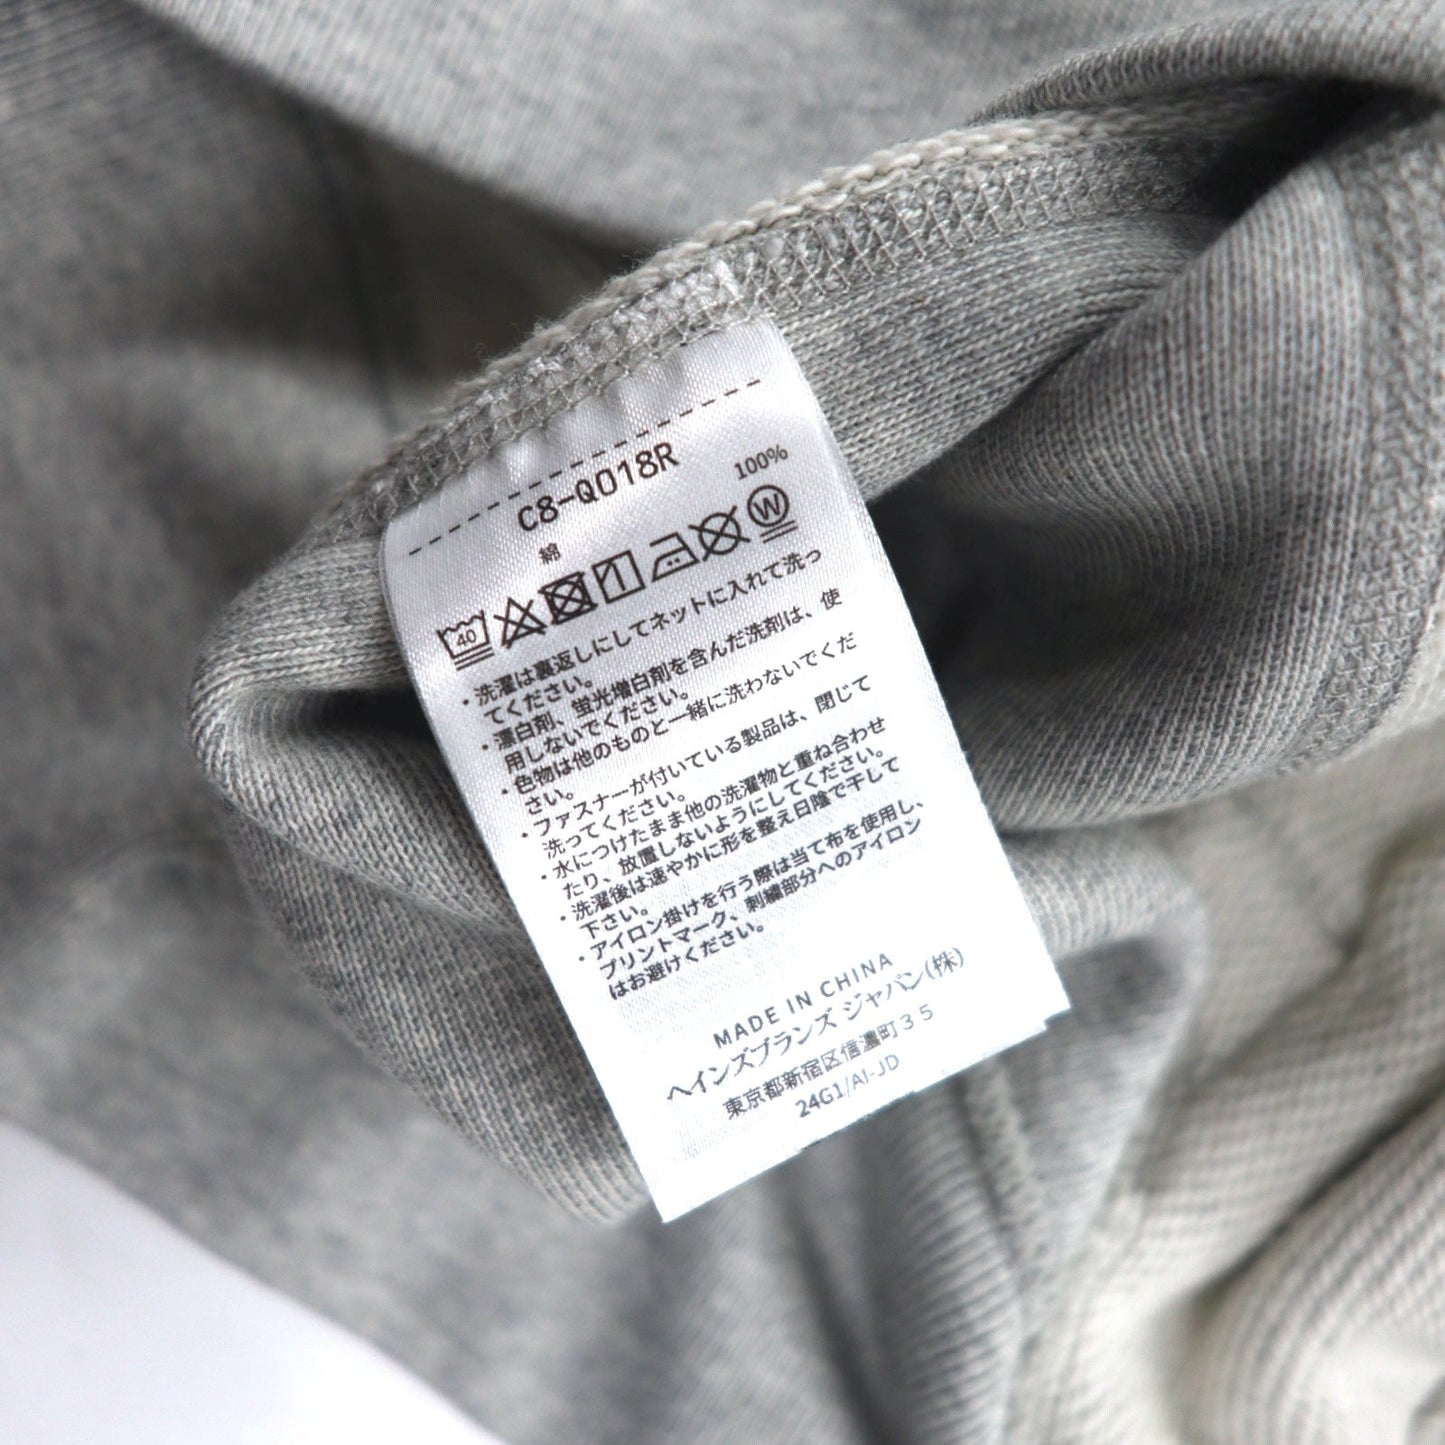 C8-Q018R
綿 100%
40 W
・洗濯は裏返しにしてネットに入れて洗っ
てください。
・漂白剤、蛍光増白剤を含んだ洗剤は、使
用しないでください。
・色物は他のものと一緒に洗わないでくだ
さい。
・ファスナーが付いている製品は、閉じて
洗ってください。
・水につけたまま他の洗濯物と重ね合わせ
たり、放置しないようにしてください。
・洗濯後は速やかに形を整え日陰で干して
下さい。
・アイロン掛けを行う際は当て布を使用し、
プリントマーク、刺繍部分へのアイロン
はお避けください。
MADE IN CHINA
ヘインズブランズ ジャパン(株)
東京都新宿区信濃町35
24G1/AI-JD